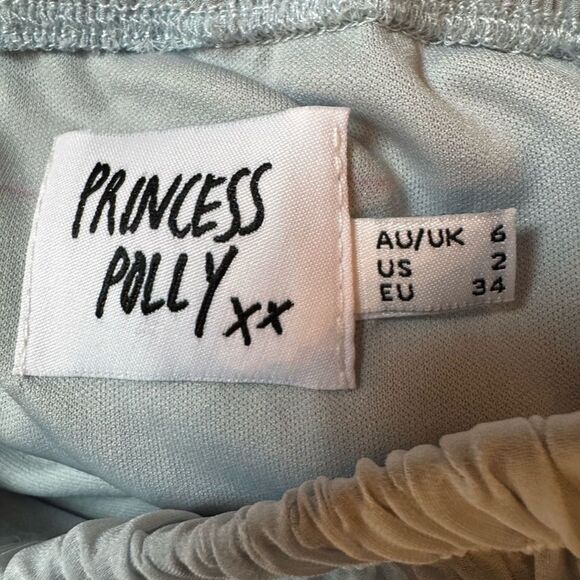 PRINCESS
POLLY xx
AU/UK 6
US 2
EU 34